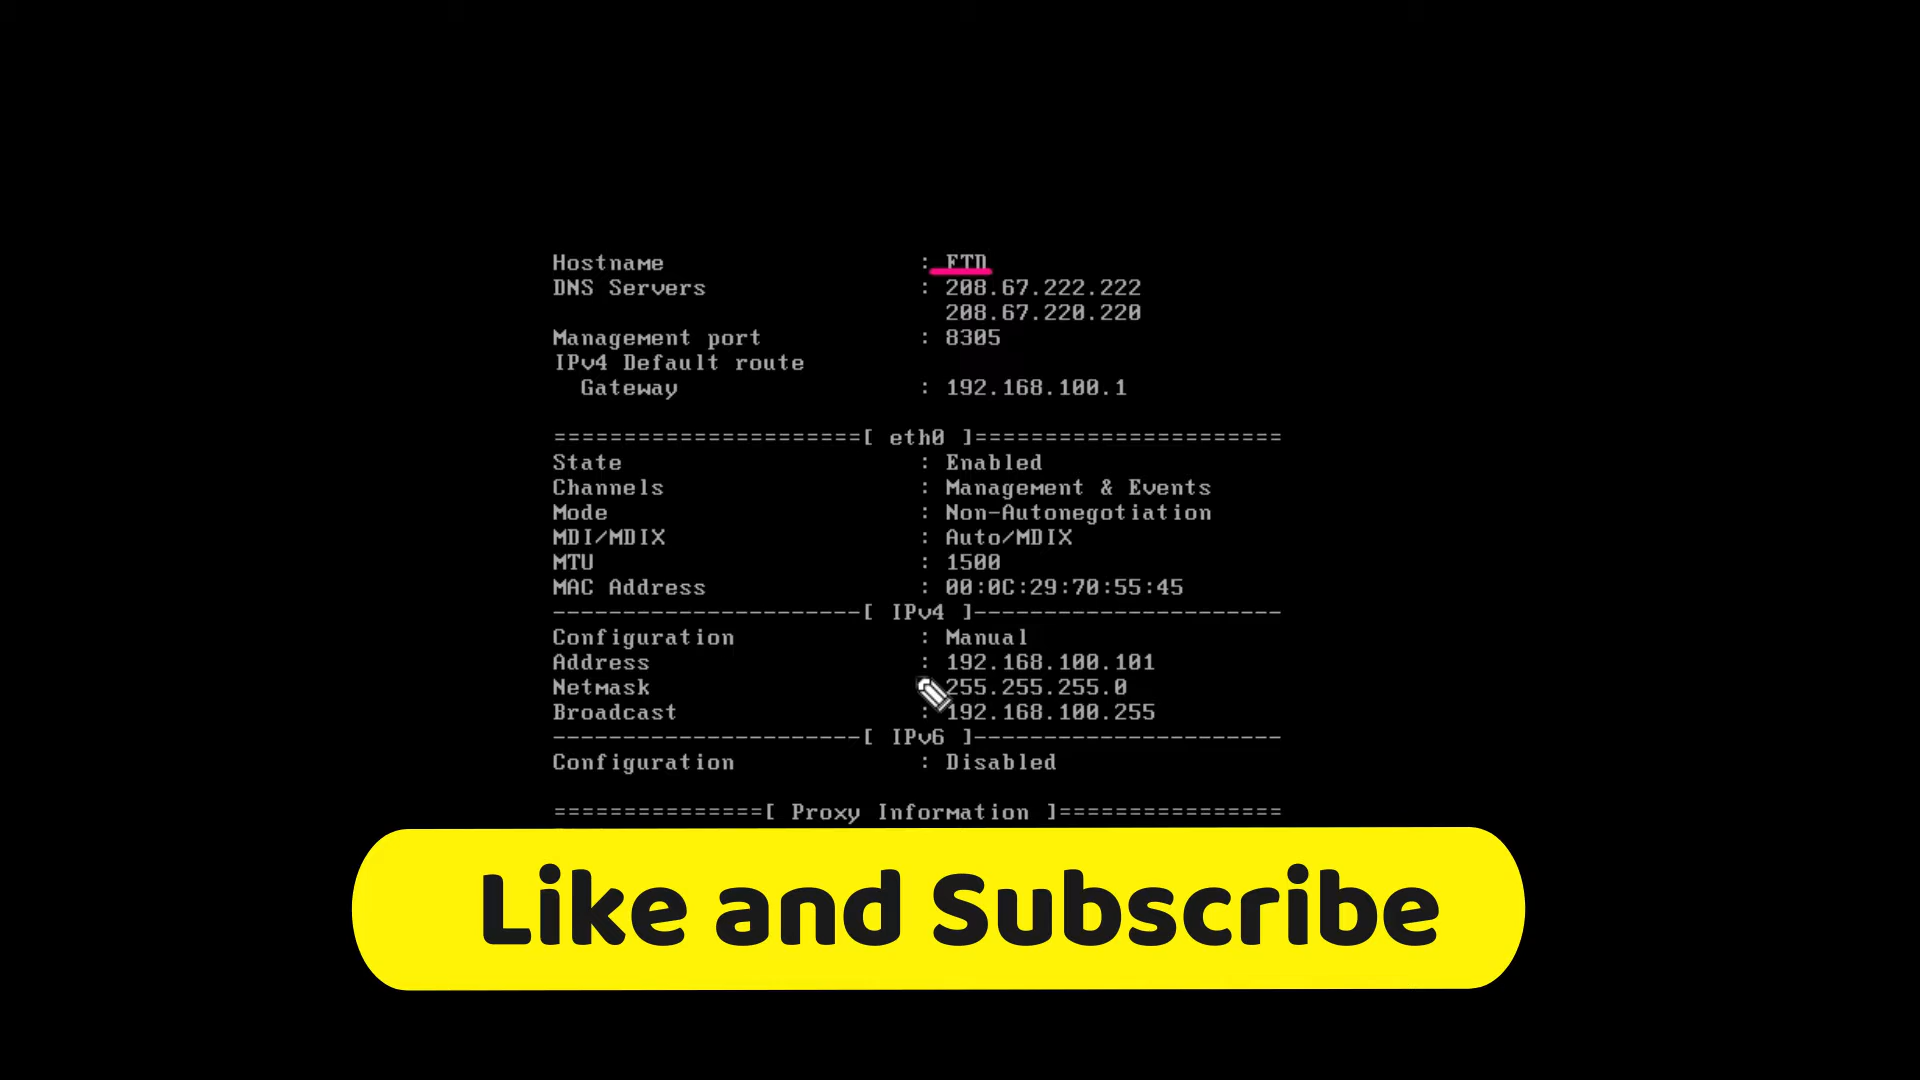 Hostname : FTD
DNS Servers : 208.67.222.222
208.67.220.220
Management port : 8305
IPv4 Default route
Gateway : 192.168.100.1
======================[ eth0 ]======================
State : Enabled
Channels : Management & Events
Mode : Non-Autonegotiation
MDI/MDIX : Auto/MDIX
MTU : 1500
MAC Address : 00:0C:29:70:55:45
----------------------[ IPv4 ]----------------------
Configuration : Manual
Address : 192.168.100.101
Netmask 255.255.255.0
Broadcast : 192.168.100.255
----------------------[ IPv6 ]----------------------
Configuration : Disabled
===============[ Proxy Information ]================
Like and Subscribe